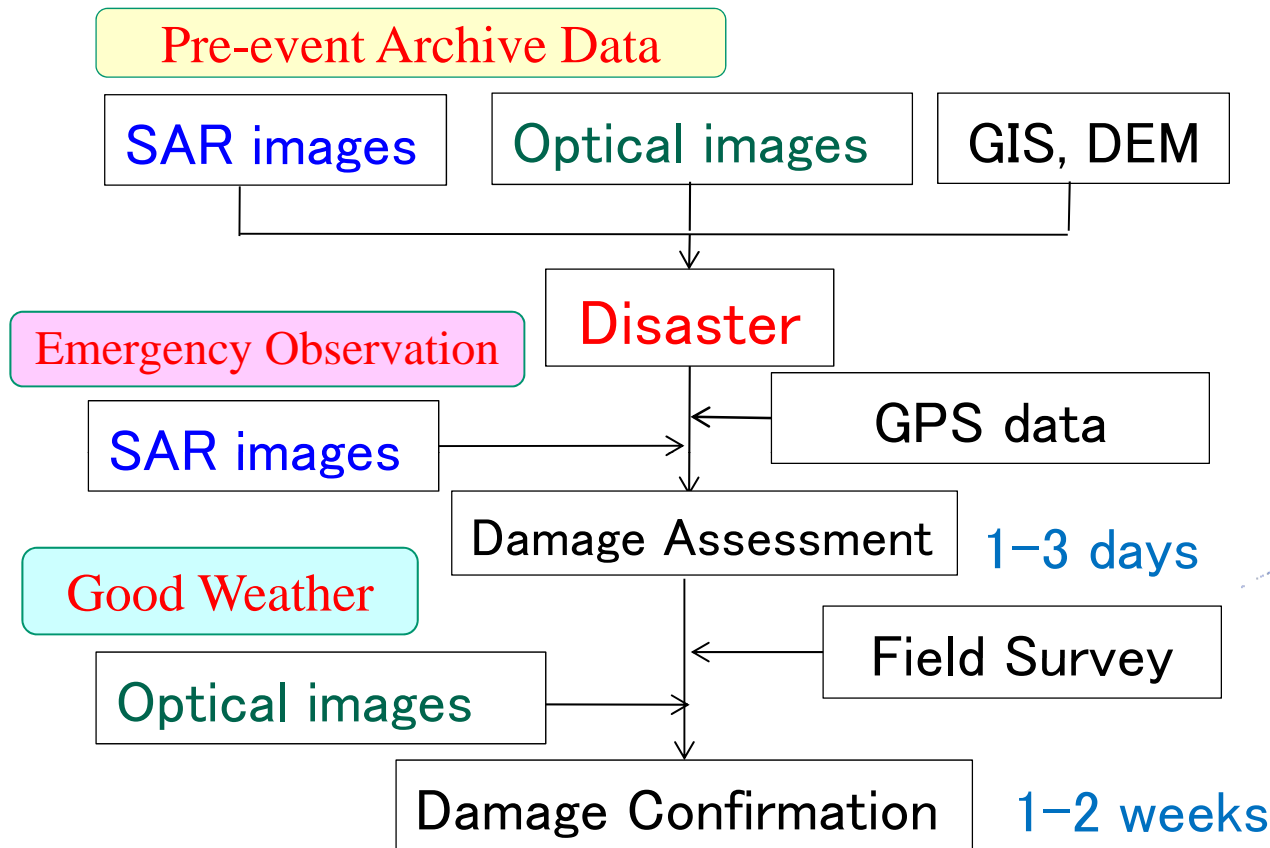 Pre-event Archive Data
SAR images
Optical images
GIS, DEM
Disaster
Emergency Observation
GPS data
SAR images
Damage Assessment
1-3 days
Good Weather
Field Survey
Optical images
Damage Confirmation
1-2 weeks